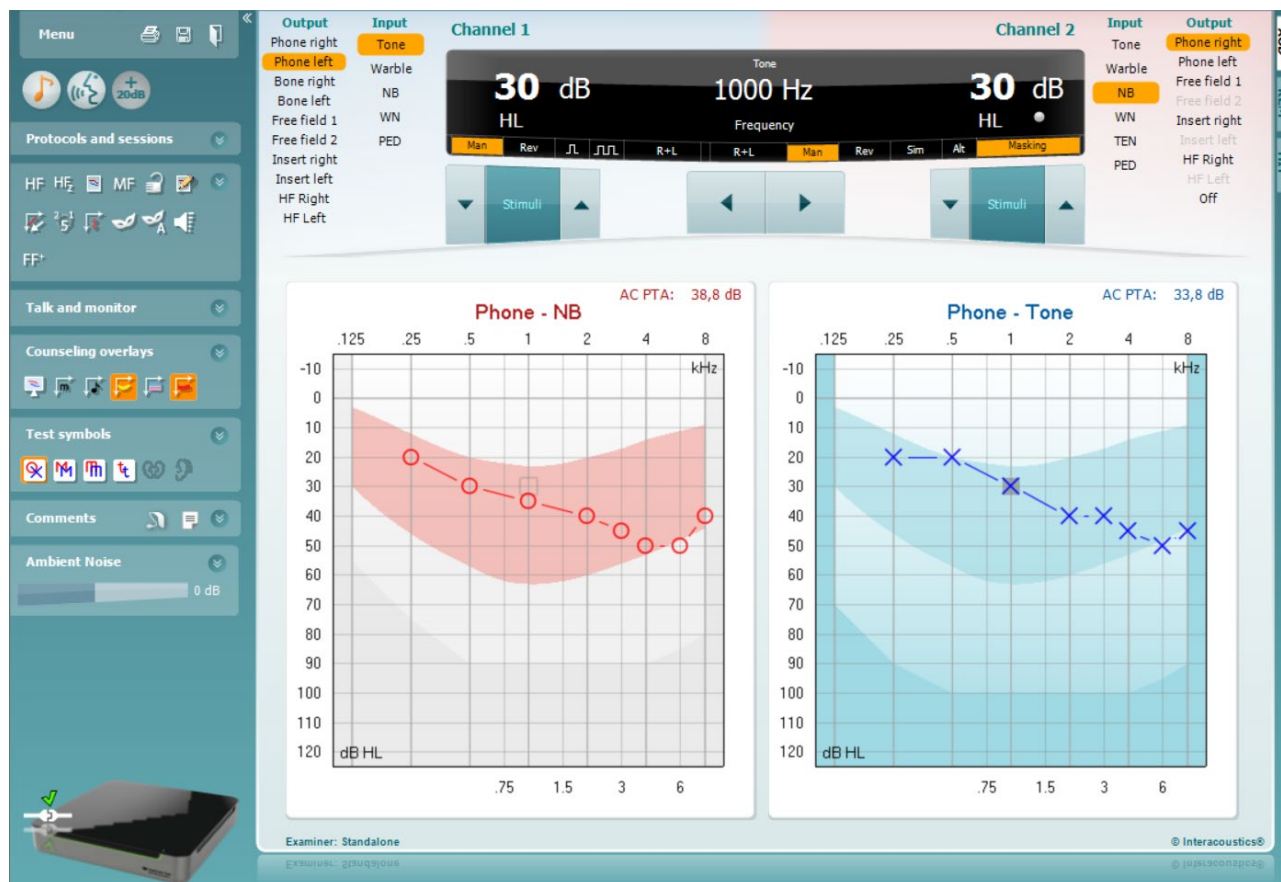 Menu
+
20dB
Protocols and sessions
HF HF2 MF
2 5 -1
A
FF+
Talk and monitor
Counseling overlays
m
Test symbols
M m t t
Comments
Ambient Noise
0 dB
Output
Phone right
Phone left
Bone right
Bone left
Free field 1
Free field 2
Insert right
Insert left
HF Right
HF Left
Input
Tone
Warble
NB
WN
PED
Channel 1
Channel 2
30 dB
HL
Tone
1000 Hz
Frequency
30 dB
HL
Man Rev R+L R+L Man Rev Sim Alt Masking
Stimuli
Stimuli
Input
Tone
Warble
NB
WN
TEN
PED
Output
Phone right
Phone left
Free field 1
Free field 2
Insert right
Insert left
HF Right
HF Left
Off
AC PTA: 38,8 dB
Phone - NB
.125 .25 .5 1 2 4 8
kHz
-10
0
10
20
30
40
50
60
70
80
90
100
110
120
dB HL
.75 1.5 3 6
AC PTA: 33,8 dB
Phone - Tone
.125 .25 .5 1 2 4 8
kHz
-10
0
10
20
30
40
50
60
70
80
90
100
110
120
dB HL
.75 1.5 3 6
Examiner: Standalone
© Interacoustics®